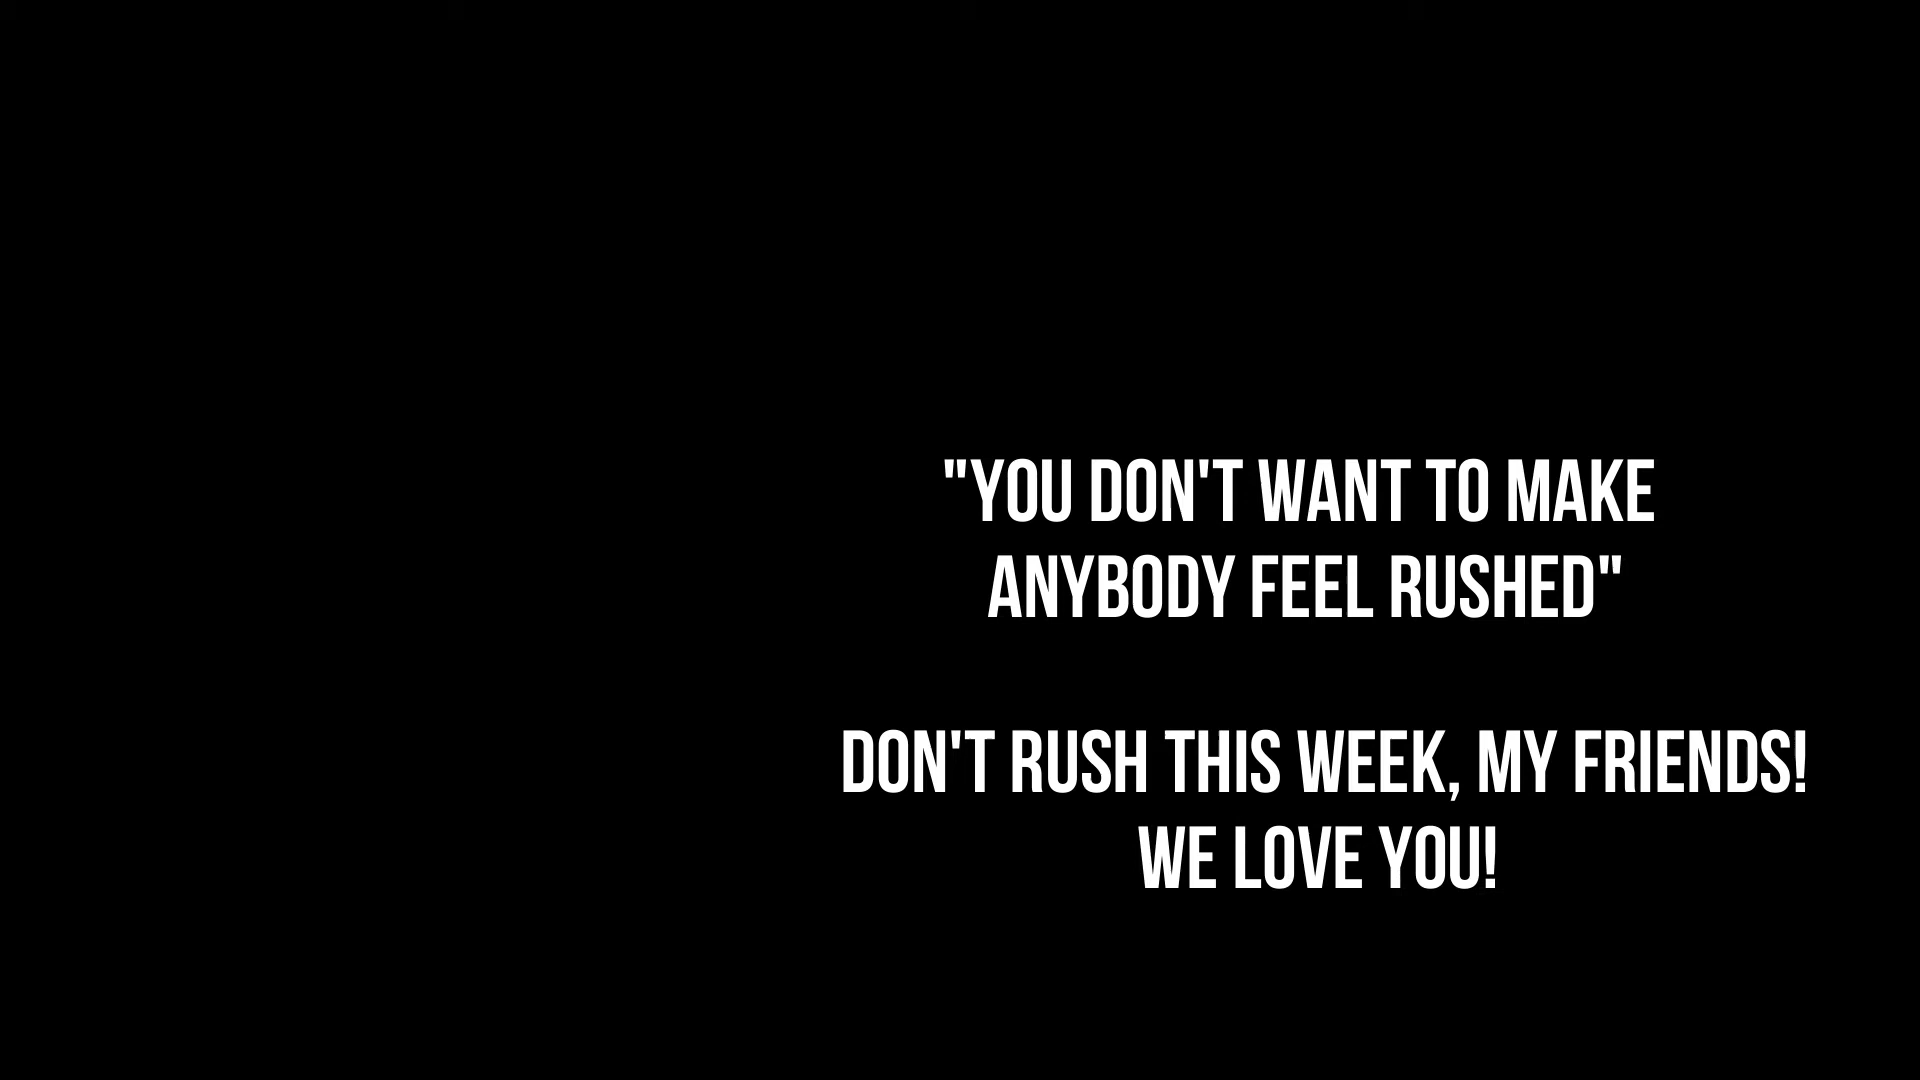 "YOU DON'T WANT TO MAKE
ANYBODY FEEL RUSHED"
DON'T RUSH THIS WEEK, MY FRIENDS!
WE LOVE YOU!